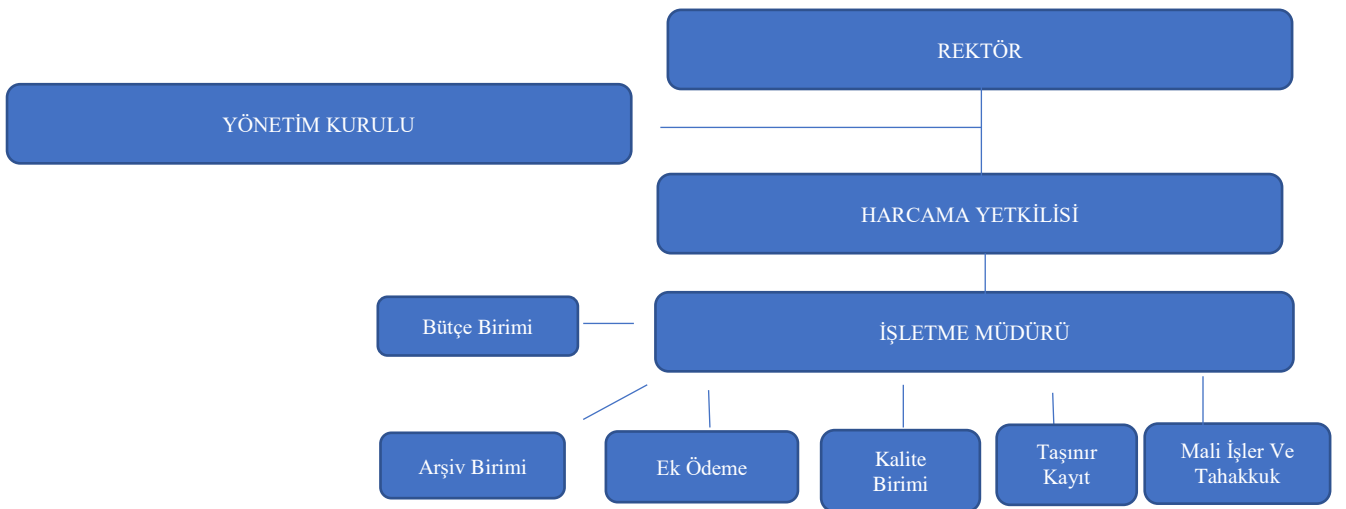 REKTÖR
YÖNETİM KURULU
HARCAMA YETKİLİSİ
Bütçe Birimi
İŞLETME MÜDÜRÜ
Arşiv Birimi
Ek Ödeme
Kalite
Birimi
Taşınır
Kayıt
Mali İşler Ve
Tahakkuk